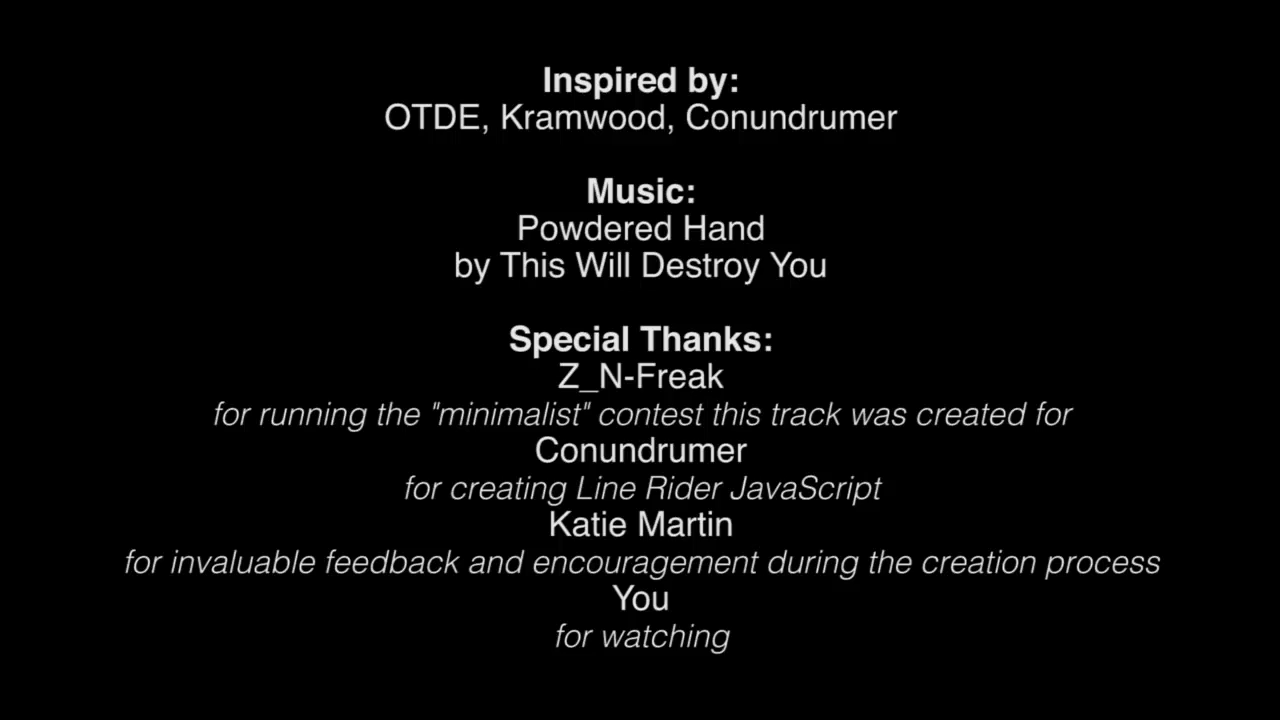 Inspired by:
OTDE, Kramwood, Conundrumer
Music:
Powdered Hand
by This Will Destroy You
Special Thanks:
Z_N-Freak
for running the "minimalist" contest this track was created for
Conundrumer
for creating Line Rider JavaScript
Katie Martin
for invaluable feedback and encouragement during the creation process
You
for watching